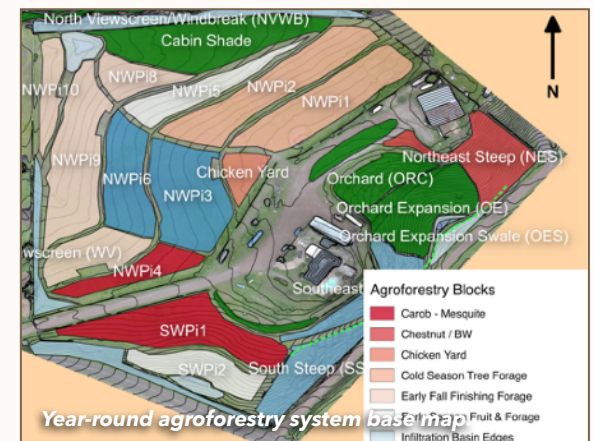 North Viewscreen/Windbreak (NVWB)
Cabin Shade
NWPi10
NWPi8
NWPi5
NWPi2
NWPi1
N
NWPi9
NWPi6
NWPi3
Chicken Yard
Northeast Steep (NES)
Orchard (ORC)
Orchard Expansion (OE)
Orchard Expansion Swale (OES)
wscreen (WV)
NWPi4
Southeast
SWPi1
SWPi2
South Steep (SS
Agroforestry Blocks
Carob - Mesquite
Chestnut / BW
Chicken Yard
Cold Season Tree Forage
Early Fall Finishing Forage
Fruit & Forage
Infiltration Basin Edges
Year-round agroforestry system base map.